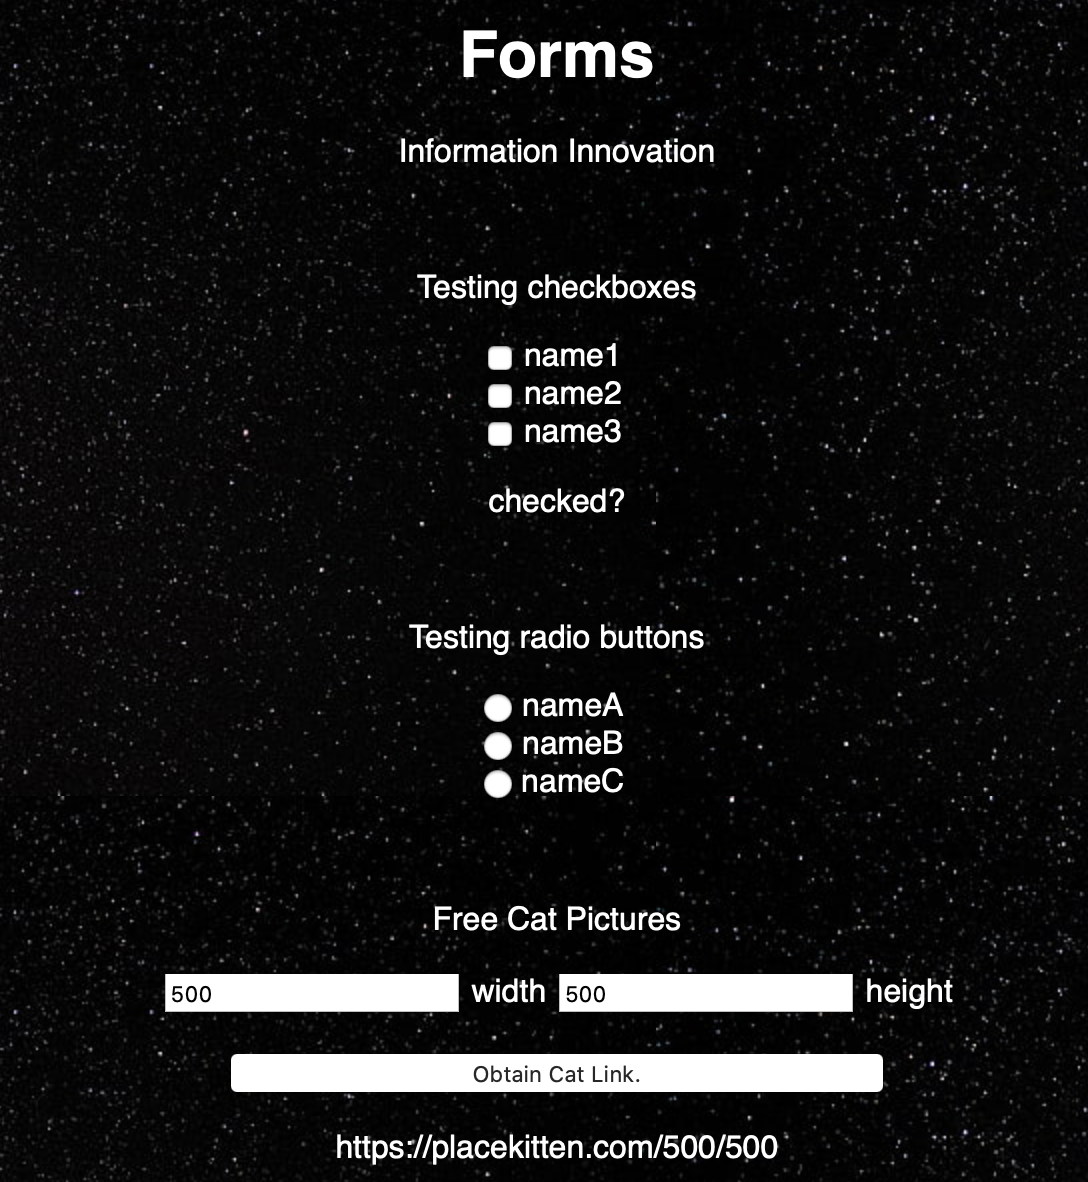 Forms
Information Innovation
Testing checkboxes
name1
name2
name3
checked?
Testing radio buttons
nameA
nameB
nameC
Free Cat Pictures
500 width 500 height
Obtain Cat Link.
https://placekitten.com/500/500